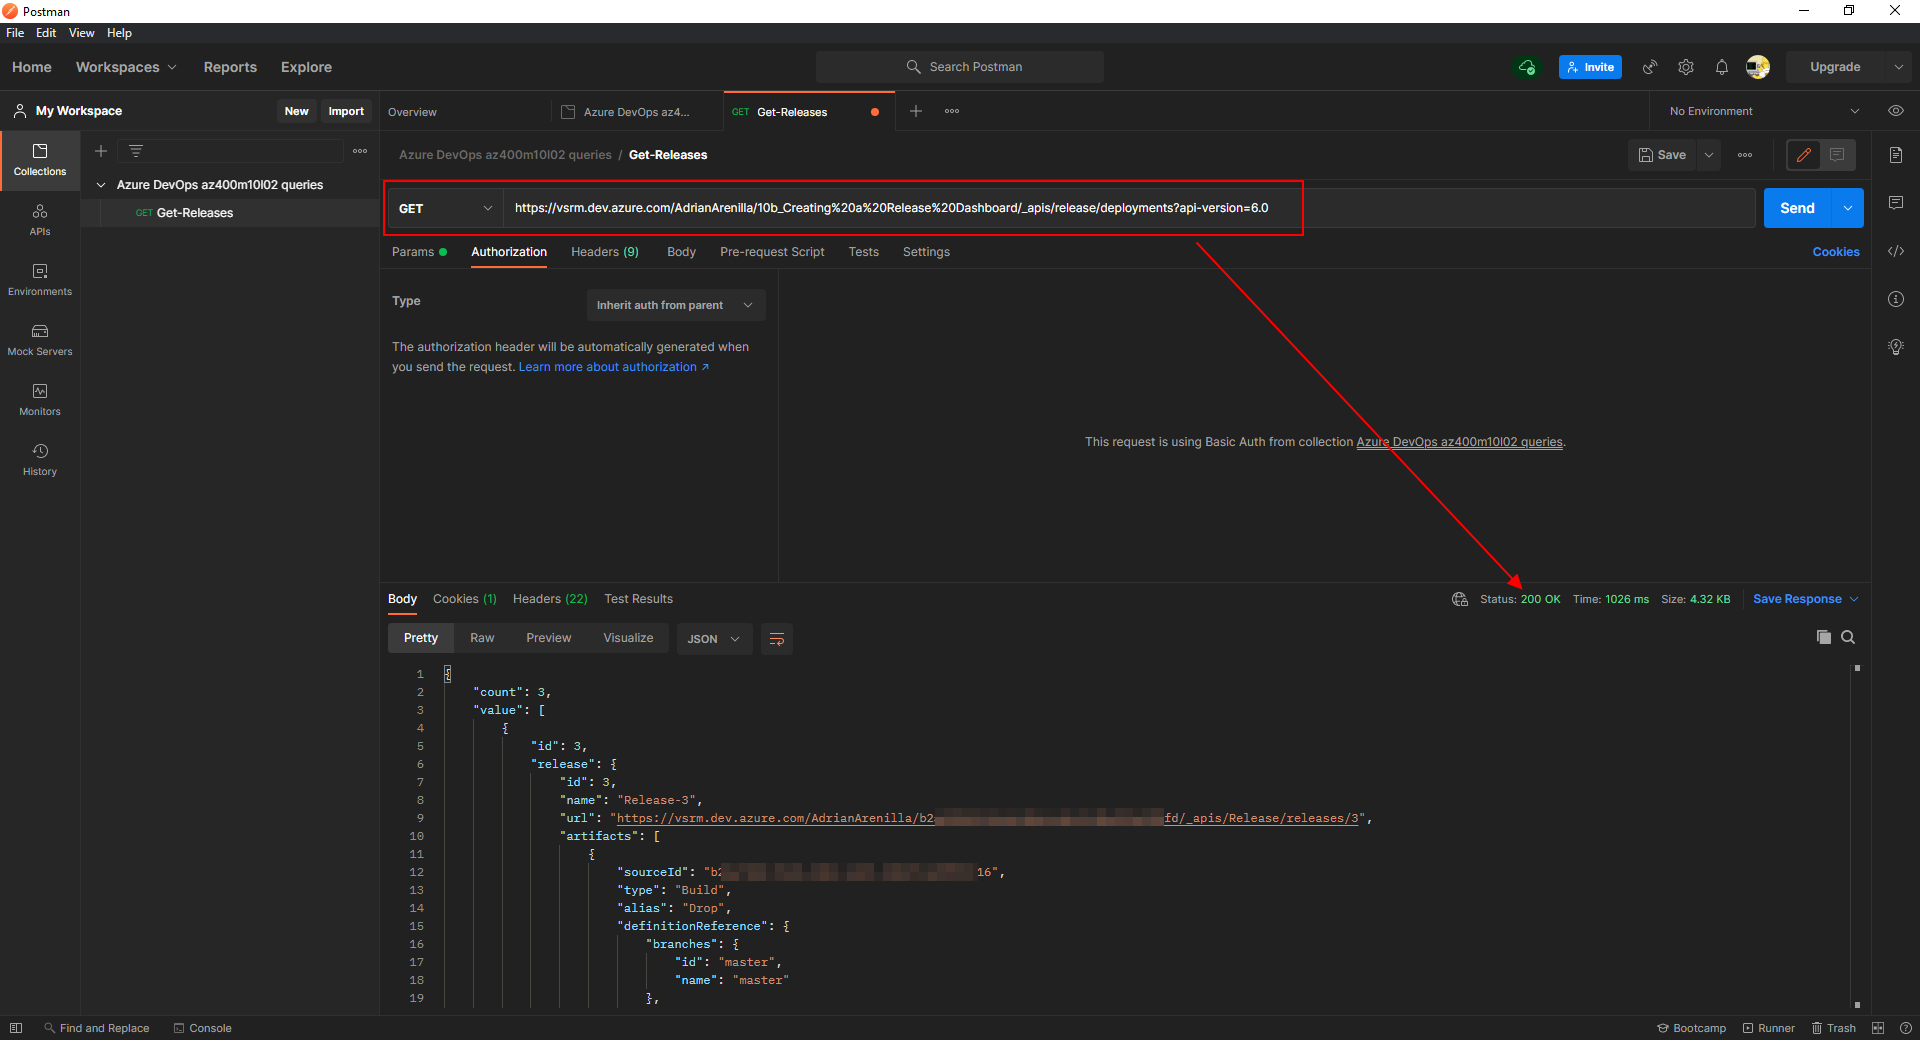 Postman
File Edit View Help
Home Workspaces Reports Explore
Search Postman
Invite
Upgrade
My Workspace
New Import
Overview
Azure DevOps az4...
GET Get-Releases
No Environment
Collections
Azure DevOps az400m10l02 queries
GET Get-Releases
APIs
Environments
Mock Servers
Monitors
History
Azure DevOps az400m10l02 queries / Get-Releases
Save
GET
https://vsrm.dev.azure.com/AdrianArenilla/10b_Creating%20a%20Release%20Dashboard/_apis/release/deployments?api-version=6.0
Send
Params Authorization Headers (9) Body Pre-request Script Tests Settings
Cookies
Type
Inherit auth from parent
The authorization header will be automatically generated when
you send the request. Learn more about authorization ↗
This request is using Basic Auth from collection Azure DevOps az400m10l02 queries.
Body Cookies (1) Headers (22) Test Results
Status: 200 OK Time: 1026 ms Size: 4.32 KB Save Response
Pretty Raw Preview Visualize JSON
1 {
2 "count": 3,
3 "value": [
4 {
5 "id": 3,
6 "release": {
7 "id": 3,
8 "name": "Release-3",
9 "url": "https://vsrm.dev.azure.com/AdrianArenilla/b2 fd/_apis/Release/releases/3",
10 "artifacts": [
11 {
12 "sourceId": "b2 16",
13 "type": "Build",
14 "alias": "Drop",
15 "definitionReference": {
16 "branches": {
17 "id": "master",
18 "name": "master"
19 },
Find and Replace Console
Bootcamp Runner Trash